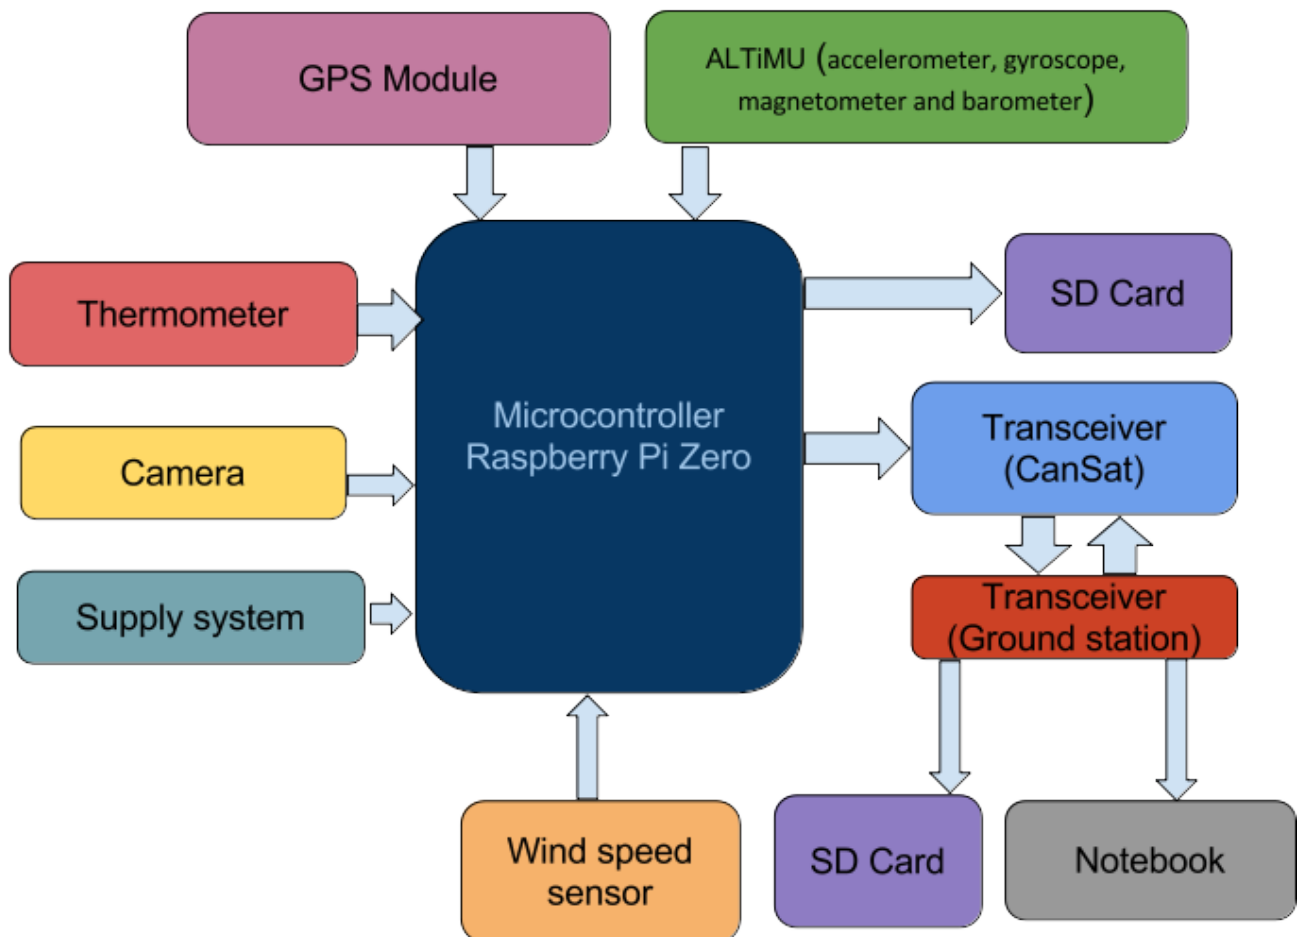 GPS Module
ALTiMU (accelerometer, gyroscope,
magnetometer and barometer)
Thermometer
SD Card
Microcontroller
Raspberry Pi Zero
Transceiver
(CanSat)
Camera
Supply system
Transceiver
(Ground station)
Wind speed
sensor
SD Card
Notebook